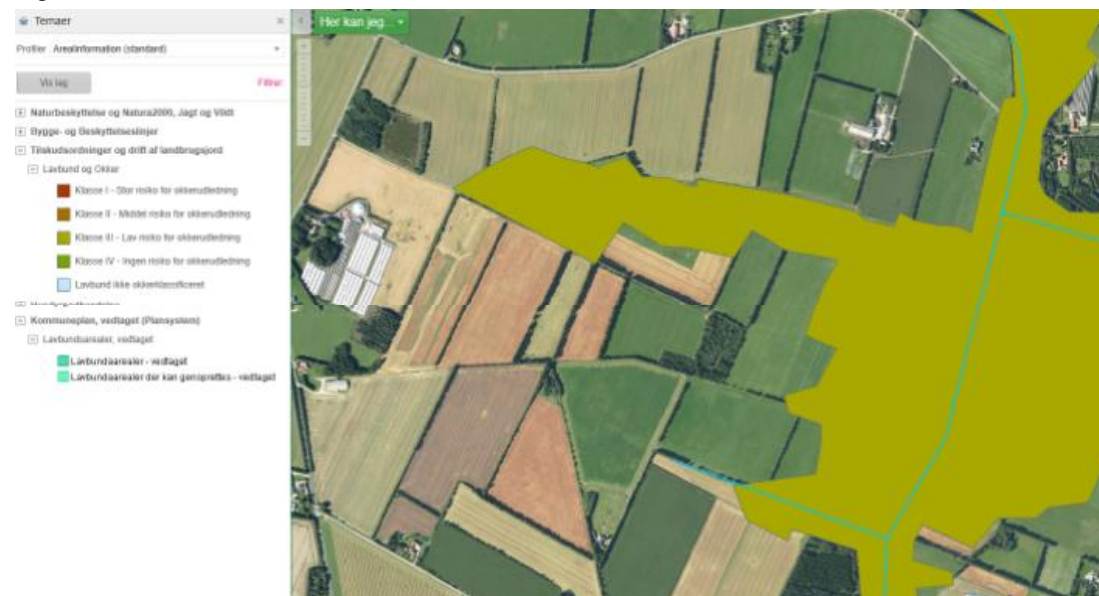 Temaer ×
Her kan jeg...
Profiler Arealinformation (standard)
Vis lag
Filtrer
Naturbeskyttelse og Natura2000, Jagt og Vildt
Bygge- og Beskyttelseslinjer
Tilskudsordninger og drift af landbrugsjord
Lavbund og Okker
Klasse I - Stor risiko for okkerudledning
Klasse II - Middel risiko for okkerudledning
Klasse III - Lav risiko for okkerudledning
Klasse IV - Ingen risiko for okkerudledning
Lavbund ikke okkerklassificeret
Kommuneplan, vedtaget (Plansystem)
Lavbundsarealer, vedtaget
Lavbundsarealer - vedtaget
Lavbundsarealer der kan genoprettes - vedtaget